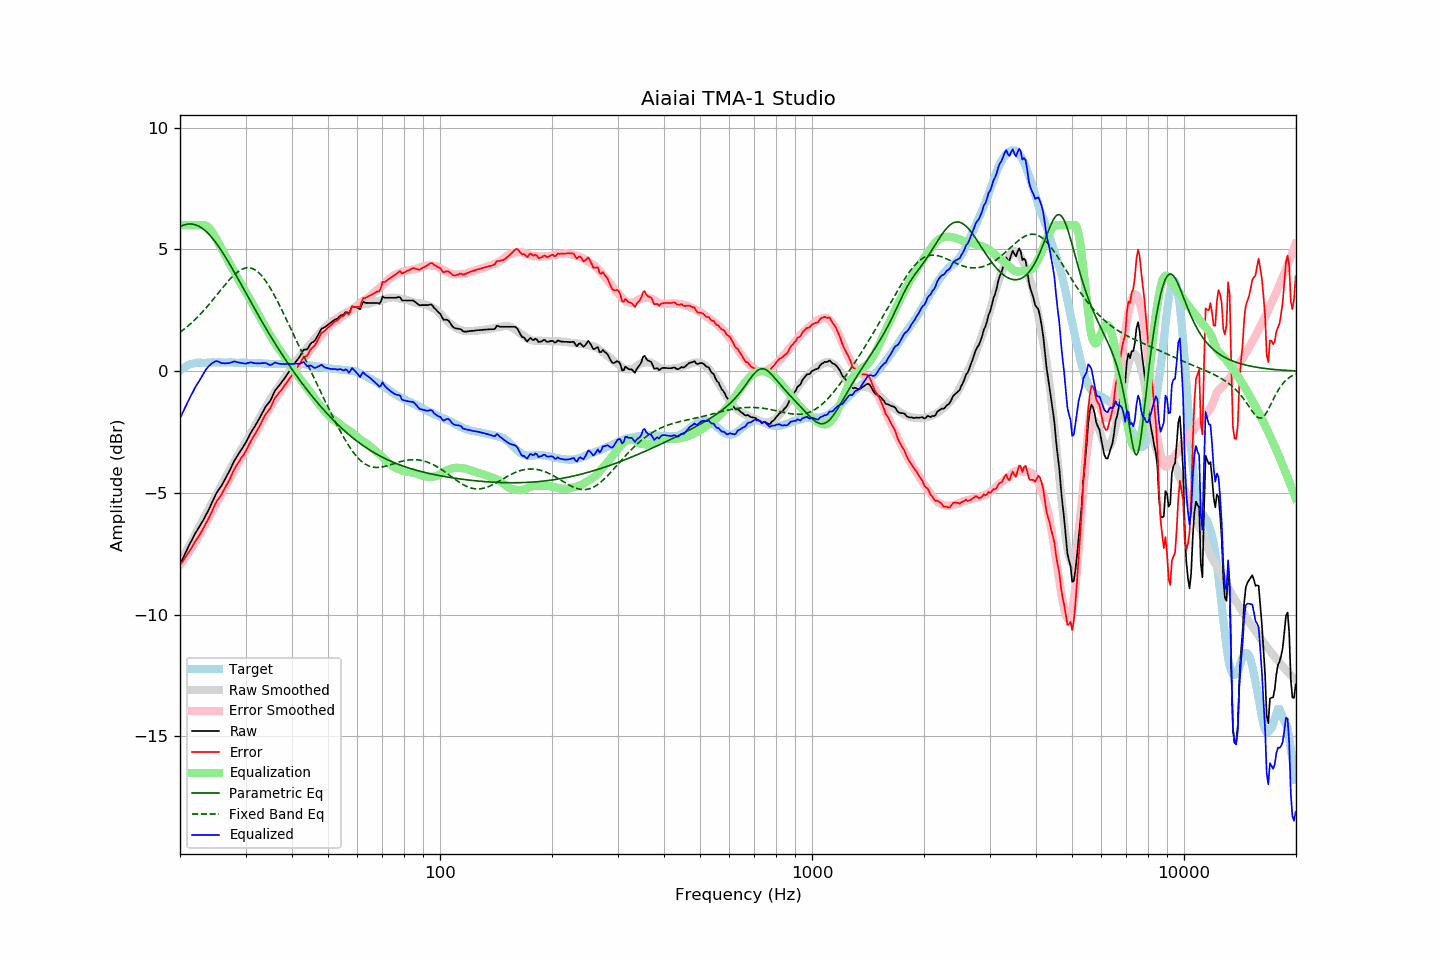 Aiaiai TMA-1 Studio
Amplitude (dBr)
10
5
0
−5
−10
−15
Target
Raw Smoothed
Error Smoothed
Raw
Error
Equalization
Parametric Eq
Fixed Band Eq
Equalized
100
1000
10000
Frequency (Hz)